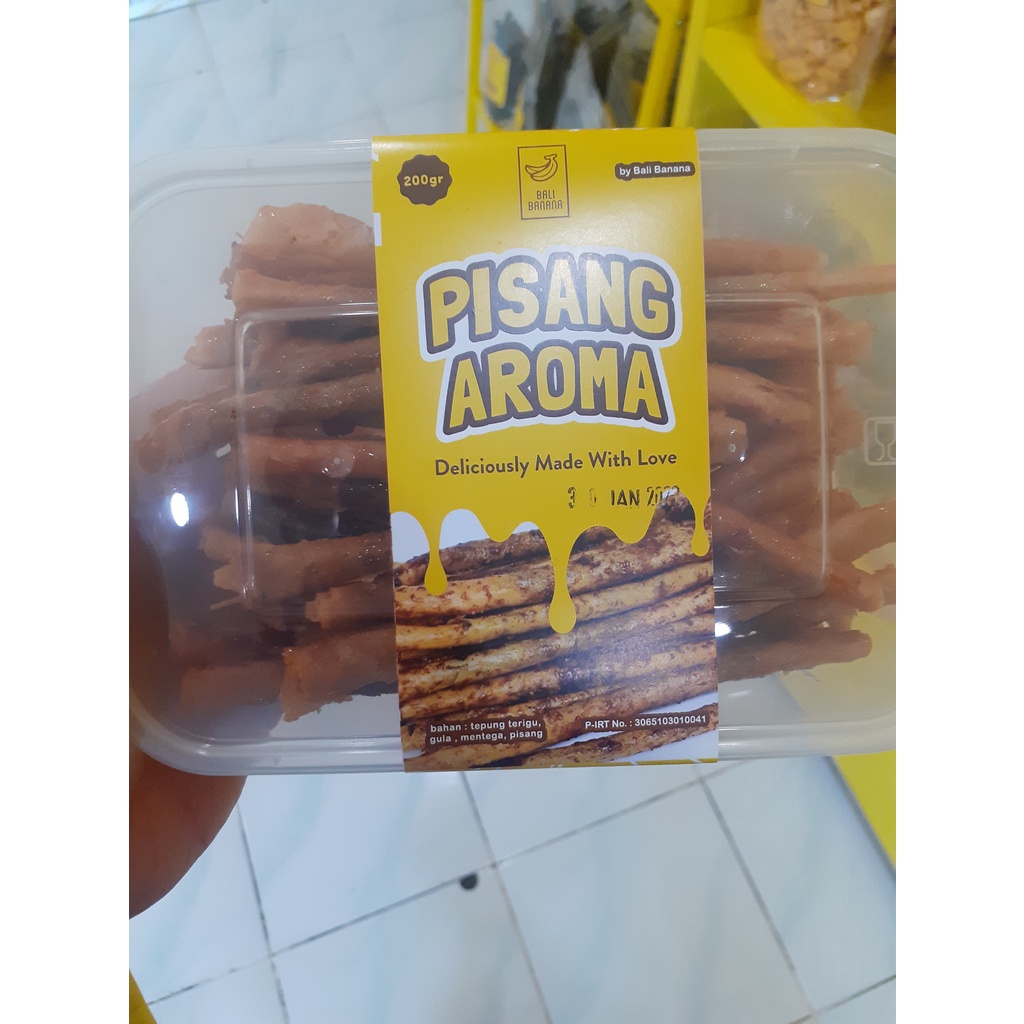 200gr
BALI
BANANA
by Bali Banana
PISANG
AROMA
Deliciously Made With Love
JAN
bahan : tepung terigu,
gula , mentega, pisang
P-IRT No. : 3065103010041